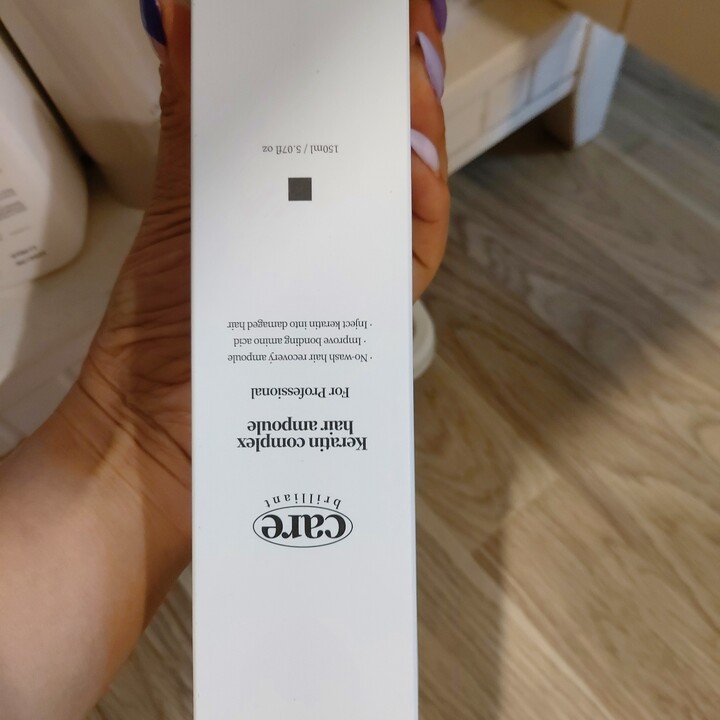 care
brilliant
Keratin complex
hair ampoule
For Professional
· No-wash hair recovery ampoule
· Improve bonding amino acid
· Inject keratin into damaged hair
150ml / 5.07fl oz